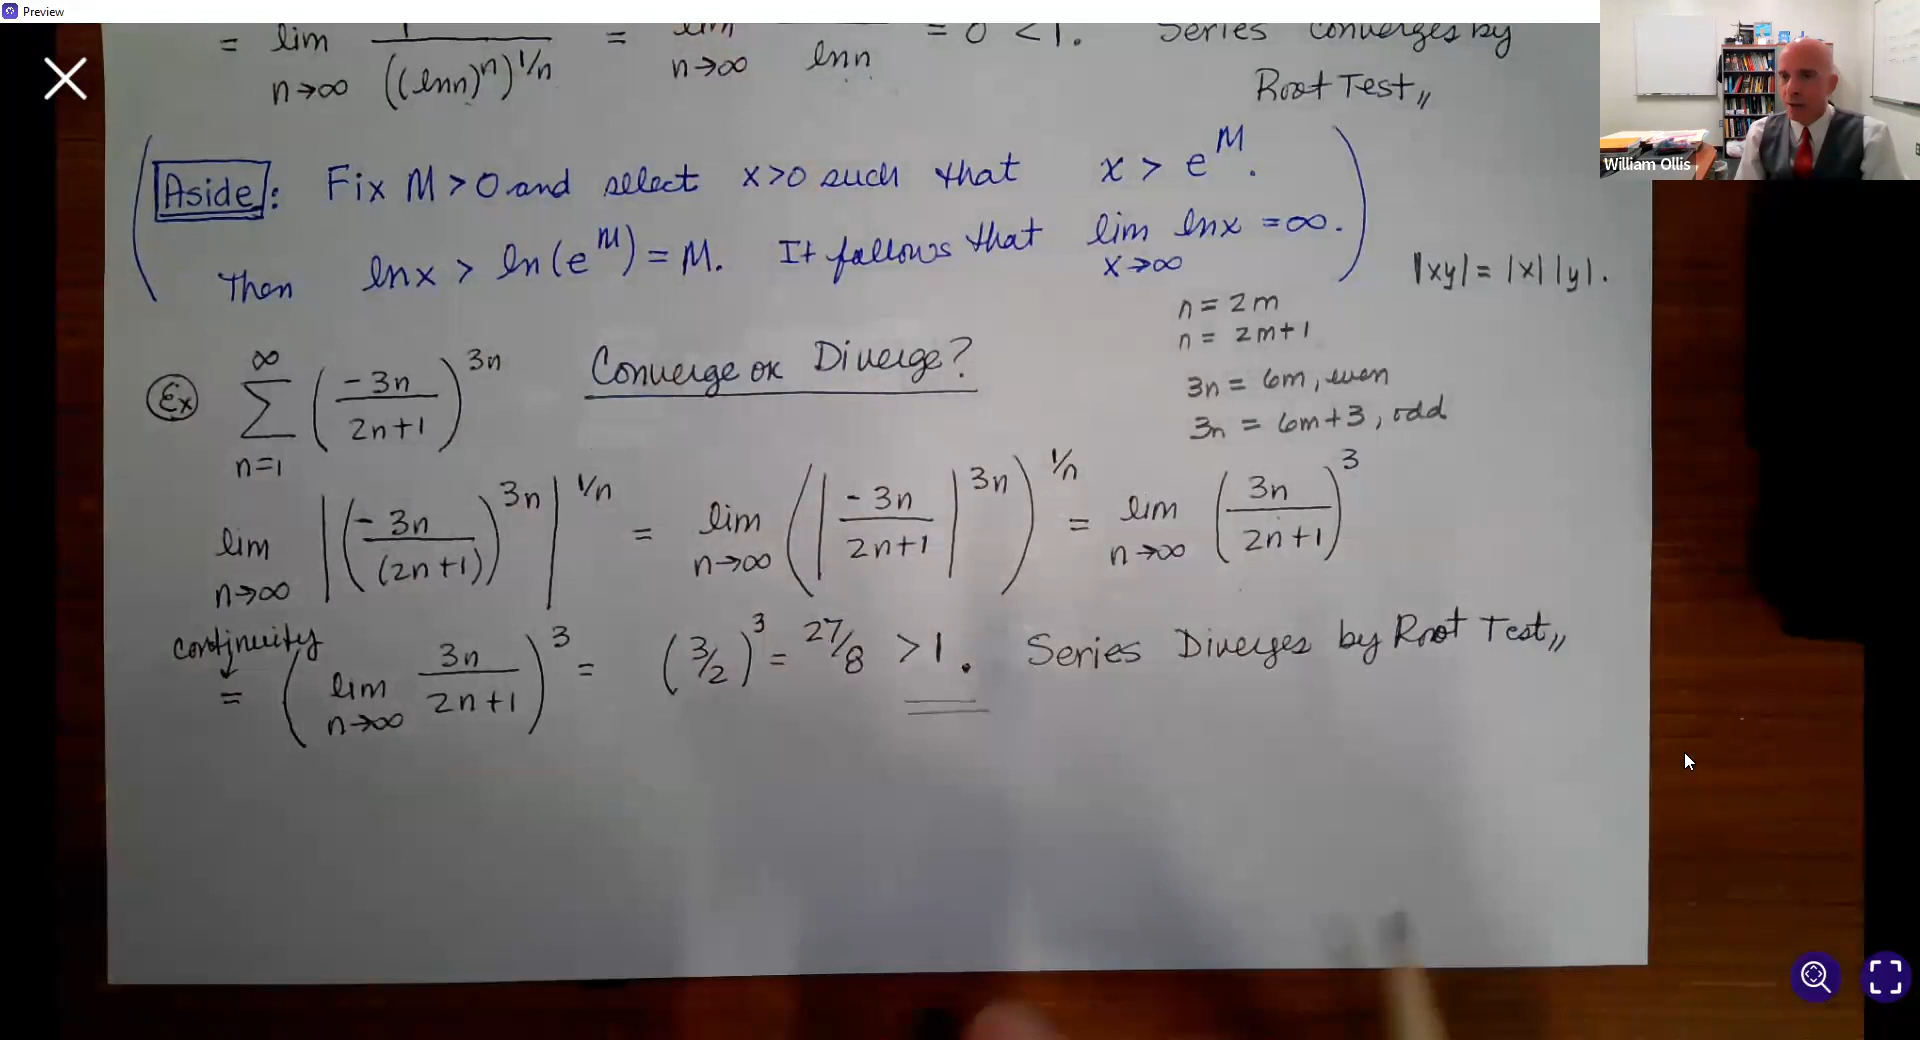 Preview
= lim 1 / ((lnn)^n)^1/n = lim / lnn = 0 < 1. Series Converges by
n→∞ n→∞
Root Test,,
William Ollis
Aside: Fix M > 0 and select x>0 such that x > e^M.
Then lnx > ln(e^M) = M. It follows that lim lnx = ∞.
x→∞
|xy| = |x| |y|.
n = 2m
n = 2m+1
3n = 6m, even
3n = 6m+3, odd
Ex ∞ Σ n=1 (-3n / 2n+1)^3n Converge or Diverge?
lim n→∞ |(-3n / (2n+1))^3n|^1/n = lim n→∞ (|-3n / 2n+1|^3n)^1/n = lim n→∞ (3n / 2n+1)^3
continuity
= (lim n→∞ 3n / 2n+1)^3 = (3/2)^3 = 27/8 > 1. Series Diverges by Root Test,,